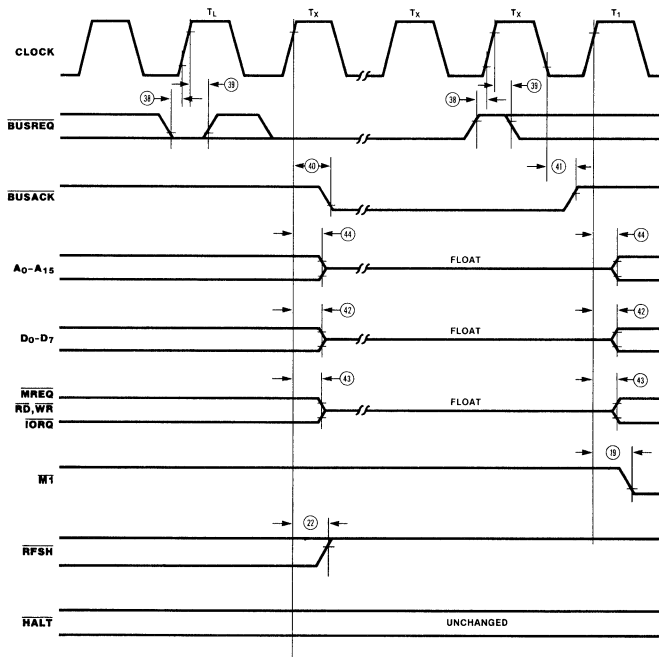 TL TX TX TX T1
CLOCK
38 39 38 39
BUSREQ
40 41
BUSACK
44 44
A0-A15 FLOAT
42 42
D0-D7 FLOAT
43 43
MREQ
RD,WR FLOAT
IORQ
19
M1
22
RFSH
HALT UNCHANGED